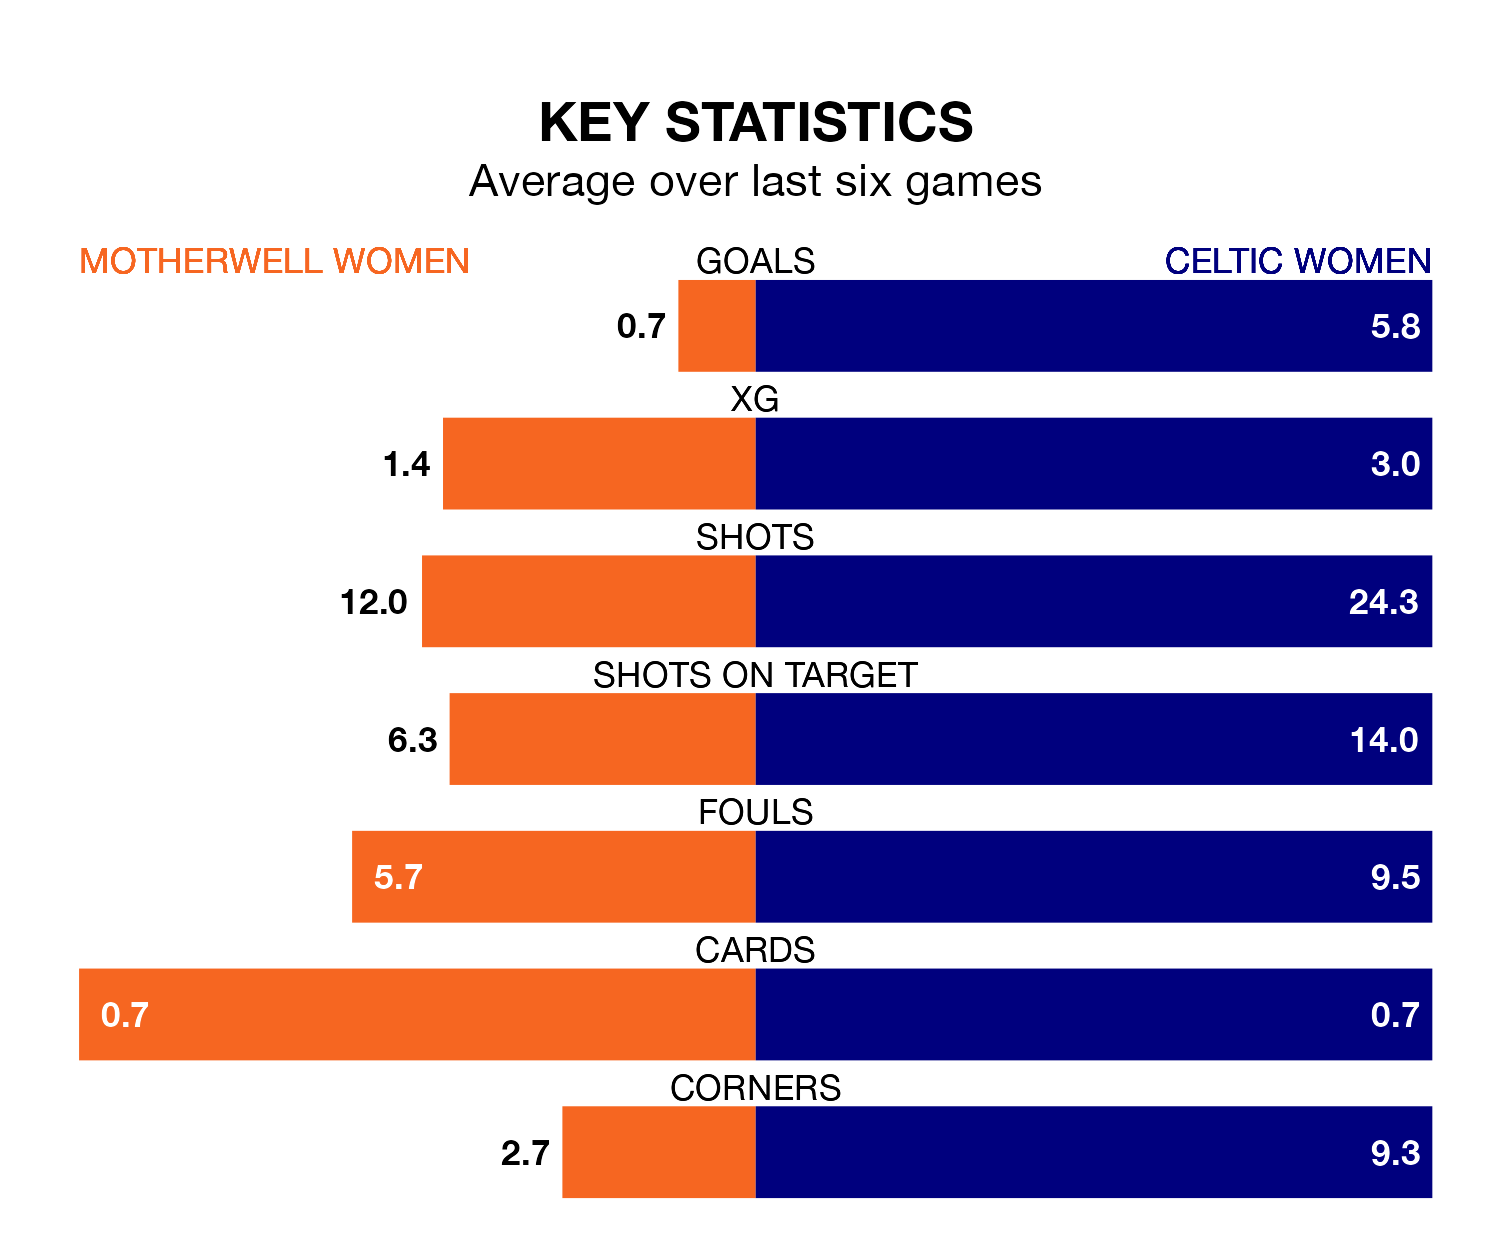 KEY STATISTICS
Average over last six games
MOTHERWELL WOMEN GOALS CELTIC WOMEN
0.7 5.8
XG
1.4 3.0
SHOTS
12.0 24.3
SHOTS ON TARGET
6.3 14.0
FOULS
5.7 9.5
CARDS
0.7 0.7
CORNERS
2.7 9.3